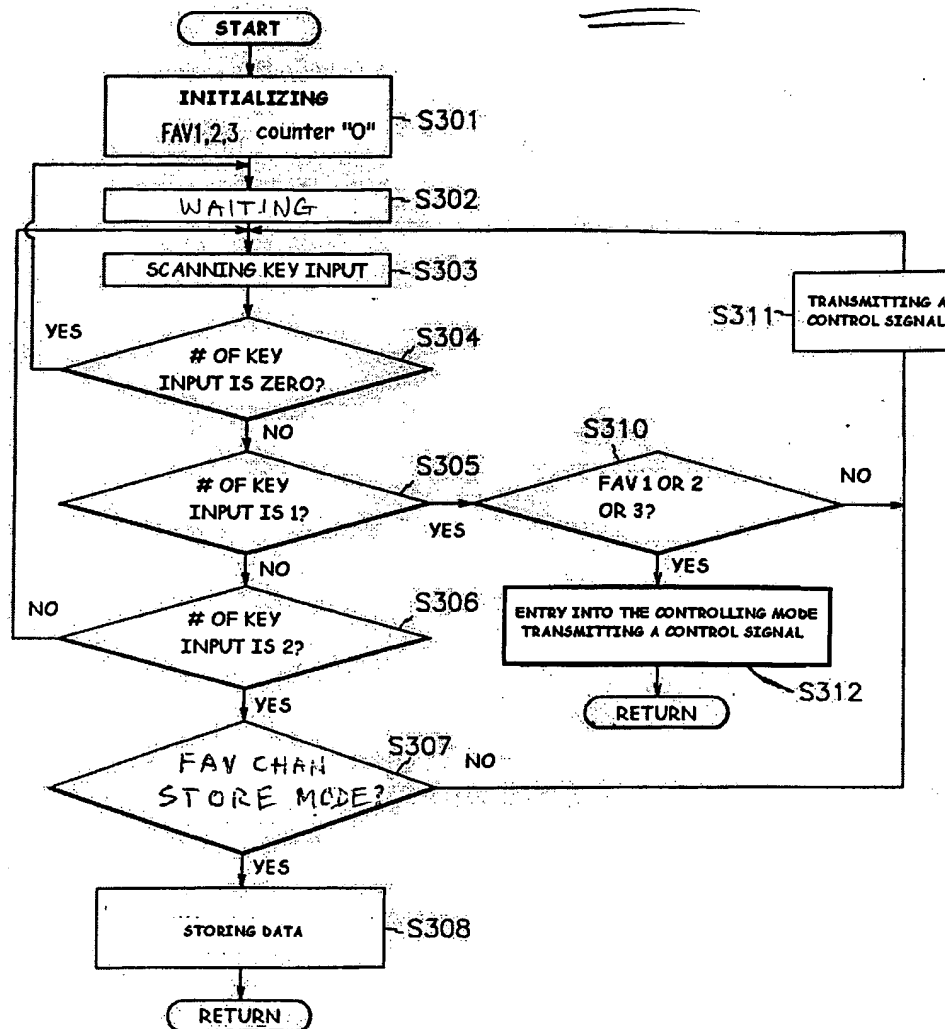 START
INITIALIZING
FAV1,2,3 counter "0"
S301
WAITING
S302
SCANNING KEY INPUT
S303
YES
# OF KEY
INPUT IS ZERO?
S304
S311
TRANSMITTING A
CONTROL SIGNAL
NO
# OF KEY
INPUT IS 1?
S305
YES
S310
FAV 1 OR 2
OR 3?
NO
NO
YES
NO
# OF KEY
INPUT IS 2?
S306
ENTRY INTO THE CONTROLLING MODE
TRANSMITTING A CONTROL SIGNAL
S312
RETURN
YES
FAV CHAN
STORE MODE?
S307
NO
YES
STORING DATA
S308
RETURN